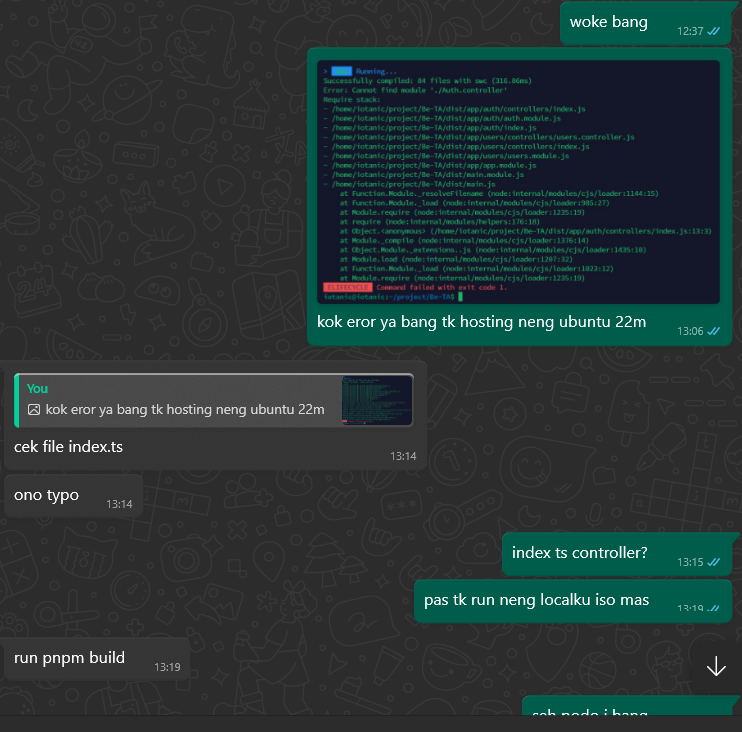 woke bang
12:37
> Running...
Successfully compiled: 84 files with swc (316.86ms)
Error: Cannot find module './Auth.controller'
Require stack:
- /home/iotanic/project/Be-TA/dist/app/auth/controllers/index.js
- /home/iotanic/project/Be-TA/dist/app/auth/auth.module.js
- /home/iotanic/project/Be-TA/dist/app/auth/index.js
- /home/iotanic/project/Be-TA/dist/app/users/controllers/users.controller.js
- /home/iotanic/project/Be-TA/dist/app/users/controllers/index.js
- /home/iotanic/project/Be-TA/dist/app/users/users.module.js
- /home/iotanic/project/Be-TA/dist/app/app.module.js
- /home/iotanic/project/Be-TA/dist/main.module.js
- /home/iotanic/project/Be-TA/dist/main.js
at Function.Module._resolveFilename (node:internal/modules/cjs/loader:1144:15)
at Function.Module._load (node:internal/modules/cjs/loader:985:27)
at Module.require (node:internal/modules/cjs/loader:1235:19)
at require (node:internal/modules/helpers:176:18)
at Object.<anonymous> (/home/iotanic/project/Be-TA/dist/app/auth/controllers/index.js:13:3)
at Module._compile (node:internal/modules/cjs/loader:1376:14)
at Object.Module._extensions..js (node:internal/modules/cjs/loader:1435:10)
at Module.load (node:internal/modules/cjs/loader:1207:32)
at Function.Module._load (node:internal/modules/cjs/loader:1023:12)
at Module.require (node:internal/modules/cjs/loader:1235:19)
ELIFECYCLE Command failed with exit code 1.
iotanic@iotanic:~/project/Be-TA$
kok eror ya bang tk hosting neng ubuntu 22m
13:06
You
kok eror ya bang tk hosting neng ubuntu 22m
cek file index.ts
13:14
ono typo
13:14
index ts controller?
13:15
pas tk run neng localku iso mas
13:19
run pnpm build
13:19